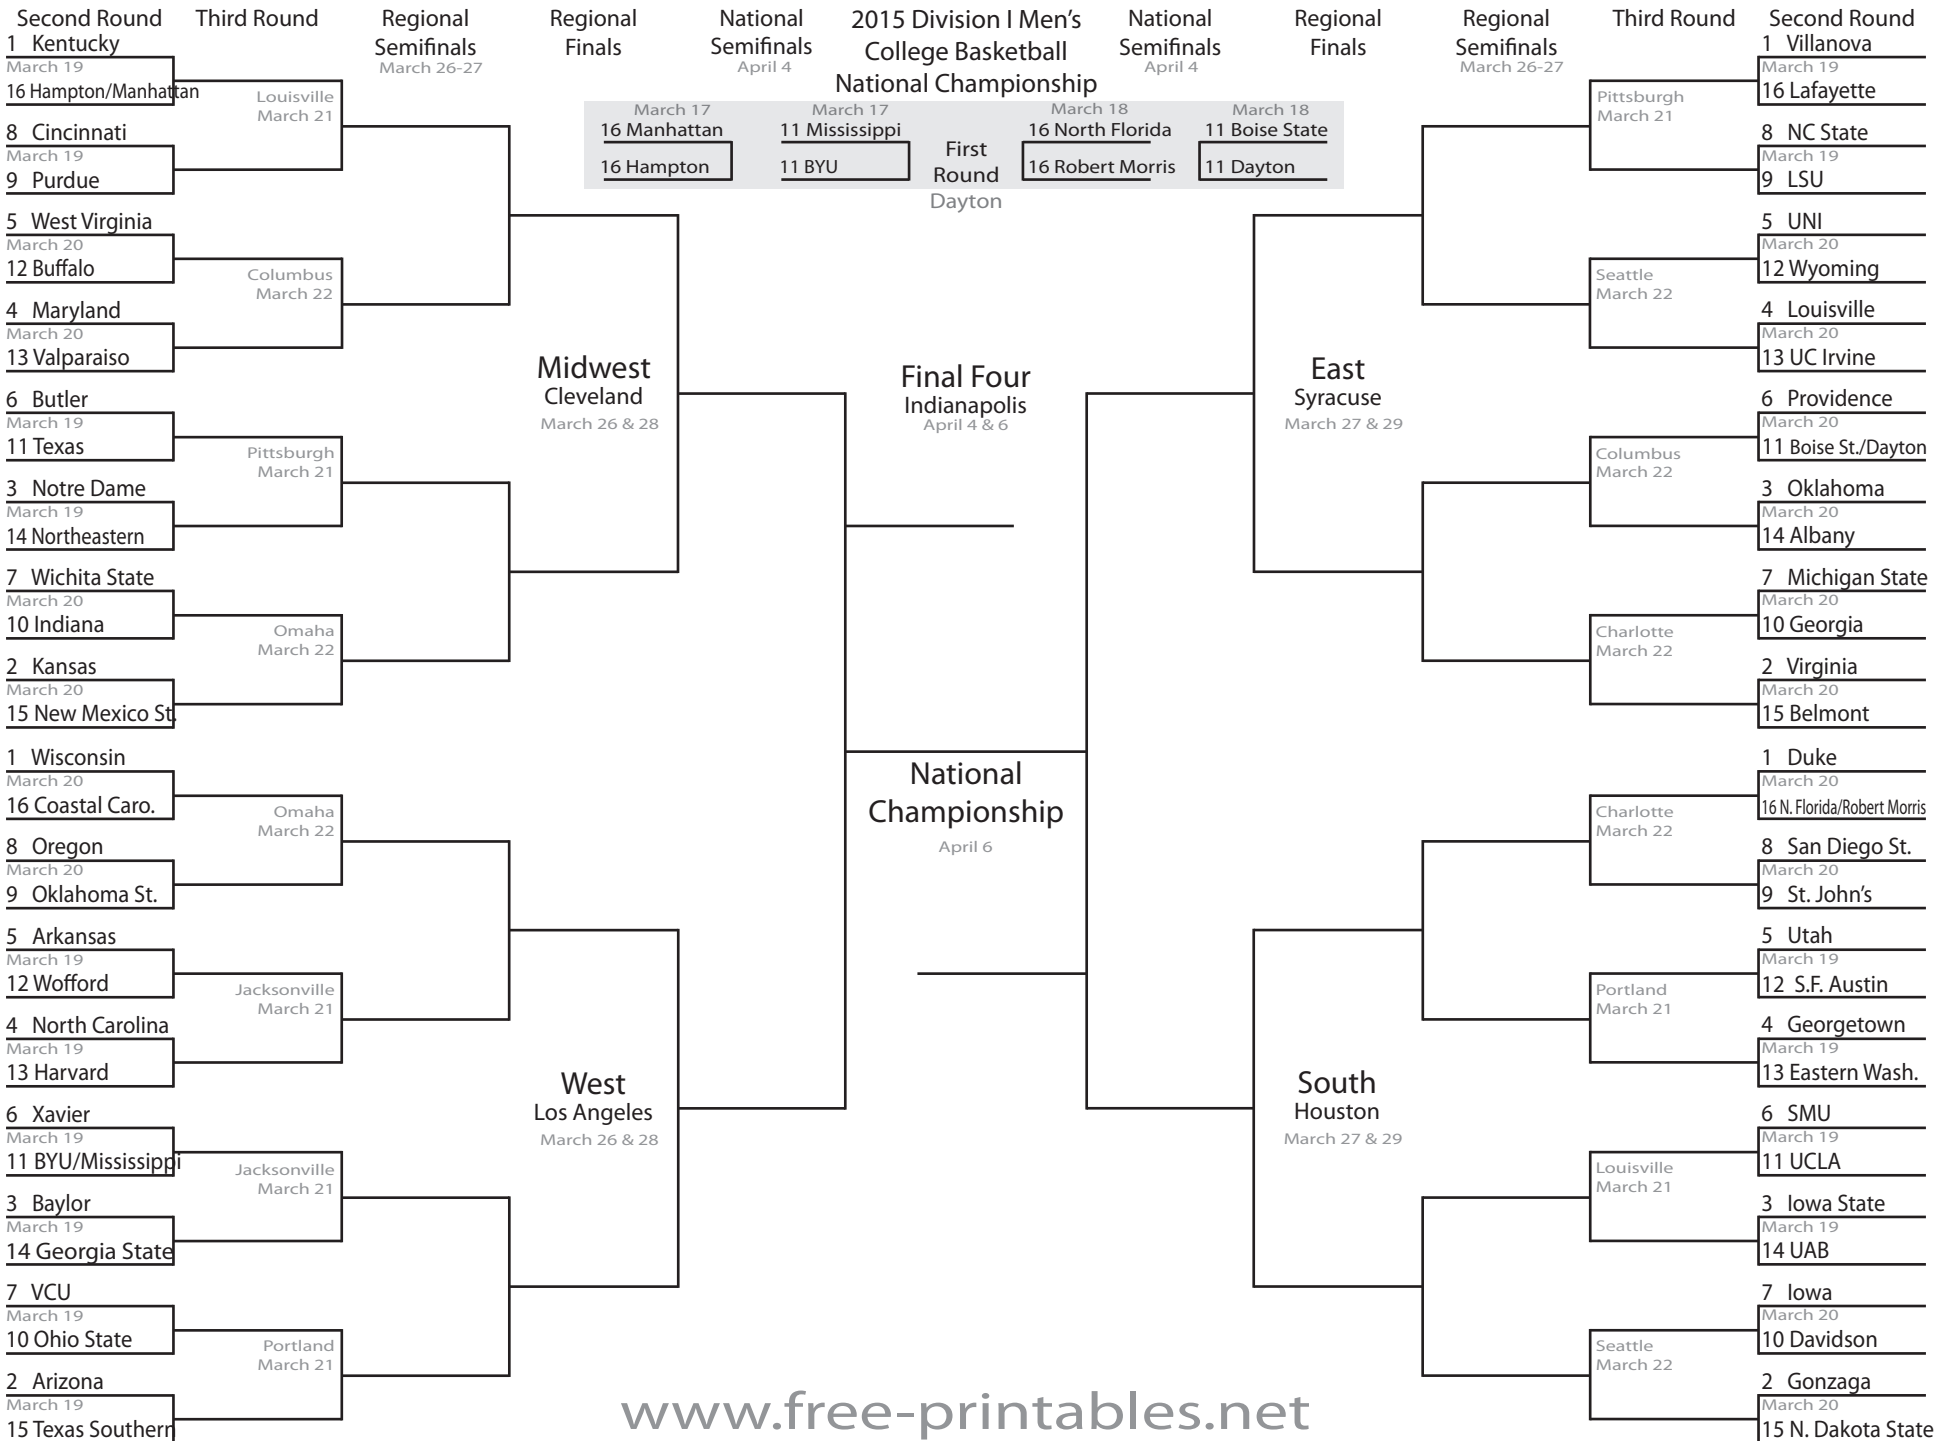 Second Round
Third Round
Regional
Semifinals
March 26-27
Regional
Finals
National
Semifinals
April 4
2015 Division I Men's
College Basketball
National Championship
National
Semifinals
April 4
Regional
Finals
Regional
Semifinals
March 26-27
Third Round
Second Round
March 17
16 Manhattan
16 Hampton
March 17
11 Mississippi
11 BYU
First
Round
Dayton
March 18
16 North Florida
16 Robert Morris
March 18
11 Boise State
11 Dayton
1 Kentucky
March 19
16 Hampton/Manhattan
Louisville
March 21
8 Cincinnati
March 19
9 Purdue
5 West Virginia
March 20
12 Buffalo
Columbus
March 22
4 Maryland
March 20
13 Valparaiso
6 Butler
March 19
11 Texas
Pittsburgh
March 21
3 Notre Dame
March 19
14 Northeastern
7 Wichita State
March 20
10 Indiana
Omaha
March 22
2 Kansas
March 20
15 New Mexico St.
Midwest
Cleveland
March 26 & 28
1 Wisconsin
March 20
16 Coastal Caro.
Omaha
March 22
8 Oregon
March 20
9 Oklahoma St.
5 Arkansas
March 19
12 Wofford
Jacksonville
March 21
4 North Carolina
March 19
13 Harvard
6 Xavier
March 19
11 BYU/Mississippi
Jacksonville
March 21
3 Baylor
March 19
14 Georgia State
7 VCU
March 19
10 Ohio State
Portland
March 21
2 Arizona
March 19
15 Texas Southern
West
Los Angeles
March 26 & 28
Final Four
Indianapolis
April 4 & 6
National
Championship
April 6
East
Syracuse
March 27 & 29
1 Villanova
March 19
16 Lafayette
Pittsburgh
March 21
8 NC State
March 19
9 LSU
5 UNI
March 20
12 Wyoming
Seattle
March 22
4 Louisville
March 20
13 UC Irvine
6 Providence
March 20
11 Boise St./Dayton
Columbus
March 22
3 Oklahoma
March 20
14 Albany
7 Michigan State
March 20
10 Georgia
Charlotte
March 22
2 Virginia
March 20
15 Belmont
South
Houston
March 27 & 29
1 Duke
March 20
16 N. Florida/Robert Morris
Charlotte
March 22
8 San Diego St.
March 20
9 St. John's
5 Utah
March 19
12 S.F. Austin
Portland
March 21
4 Georgetown
March 19
13 Eastern Wash.
6 SMU
March 19
11 UCLA
Louisville
March 21
3 Iowa State
March 19
14 UAB
7 Iowa
March 20
10 Davidson
Seattle
March 22
2 Gonzaga
March 20
15 N. Dakota State
www.free-printables.net